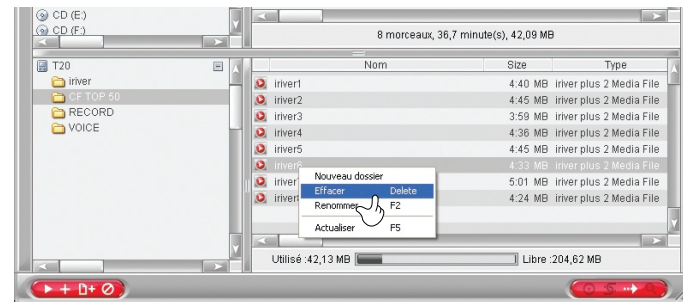 CD (E:)
CD (F:)
8 morceaux, 36,7 minute(s), 42,09 MB
T20
iriver
CF TOP 50
RECORD
VOICE
Nom Size Type
iriver1 4:40 MB iriver plus 2 Media File
iriver2 4:45 MB iriver plus 2 Media File
iriver3 3:59 MB iriver plus 2 Media File
iriver4 4:36 MB iriver plus 2 Media File
iriver5 4:45 MB iriver plus 2 Media File
iriver6 4:33 MB iriver plus 2 Media File
iriver 5:01 MB iriver plus 2 Media File
iriver 4:24 MB iriver plus 2 Media File
Nouveau dossier
Effacer Delete
Renommer F2
Actualiser F5
Utilisé :42,13 MB Libre :204,62 MB